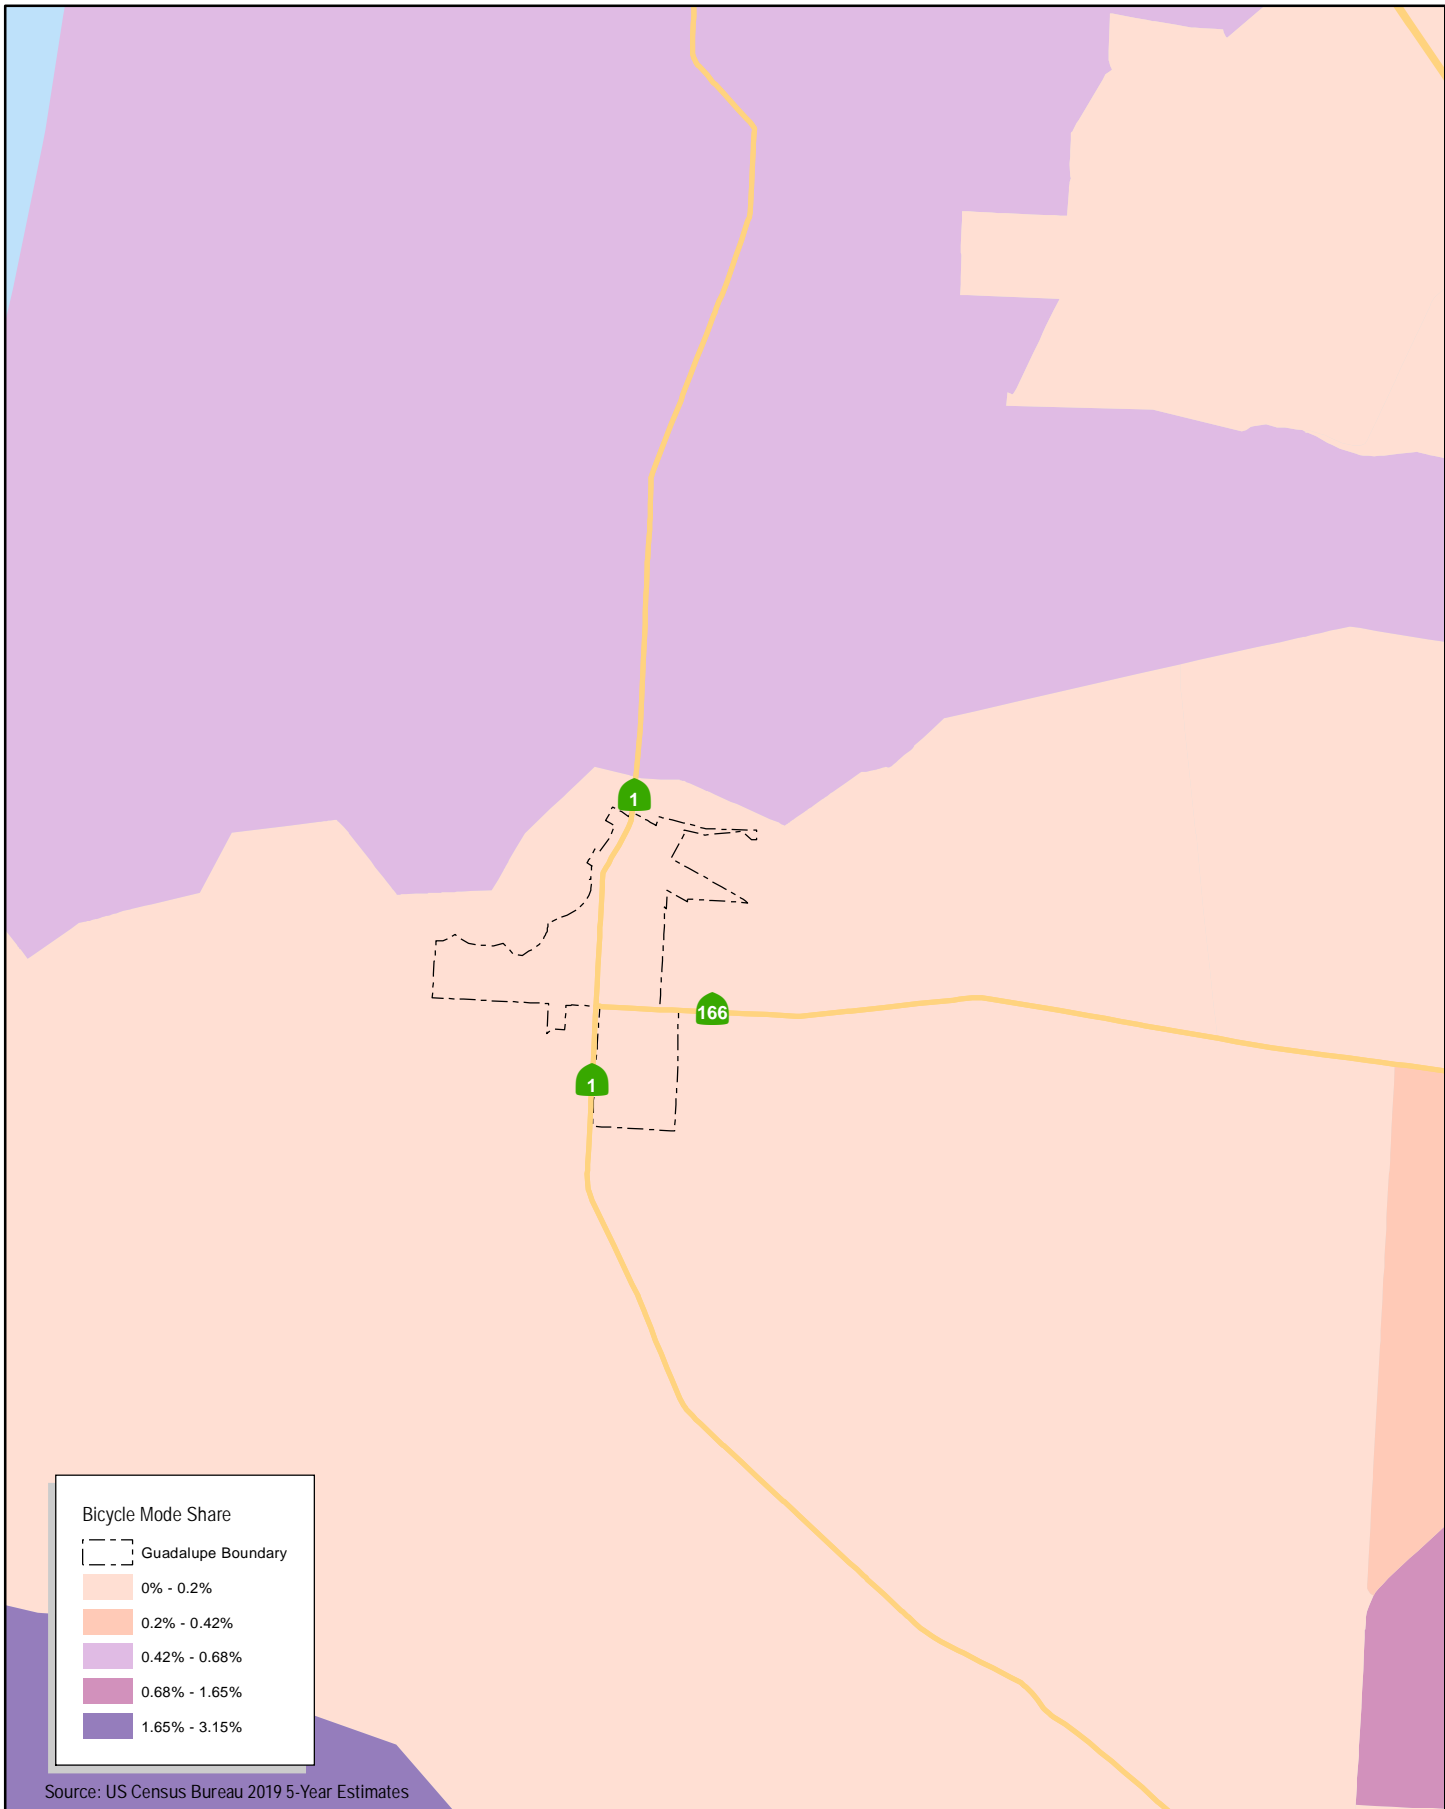 1
166
1
Bicycle Mode Share
Guadalupe Boundary
0% - 0.2%
0.2% - 0.42%
0.42% - 0.68%
0.68% - 1.65%
1.65% - 3.15%
Source: US Census Bureau 2019 5-Year Estimates